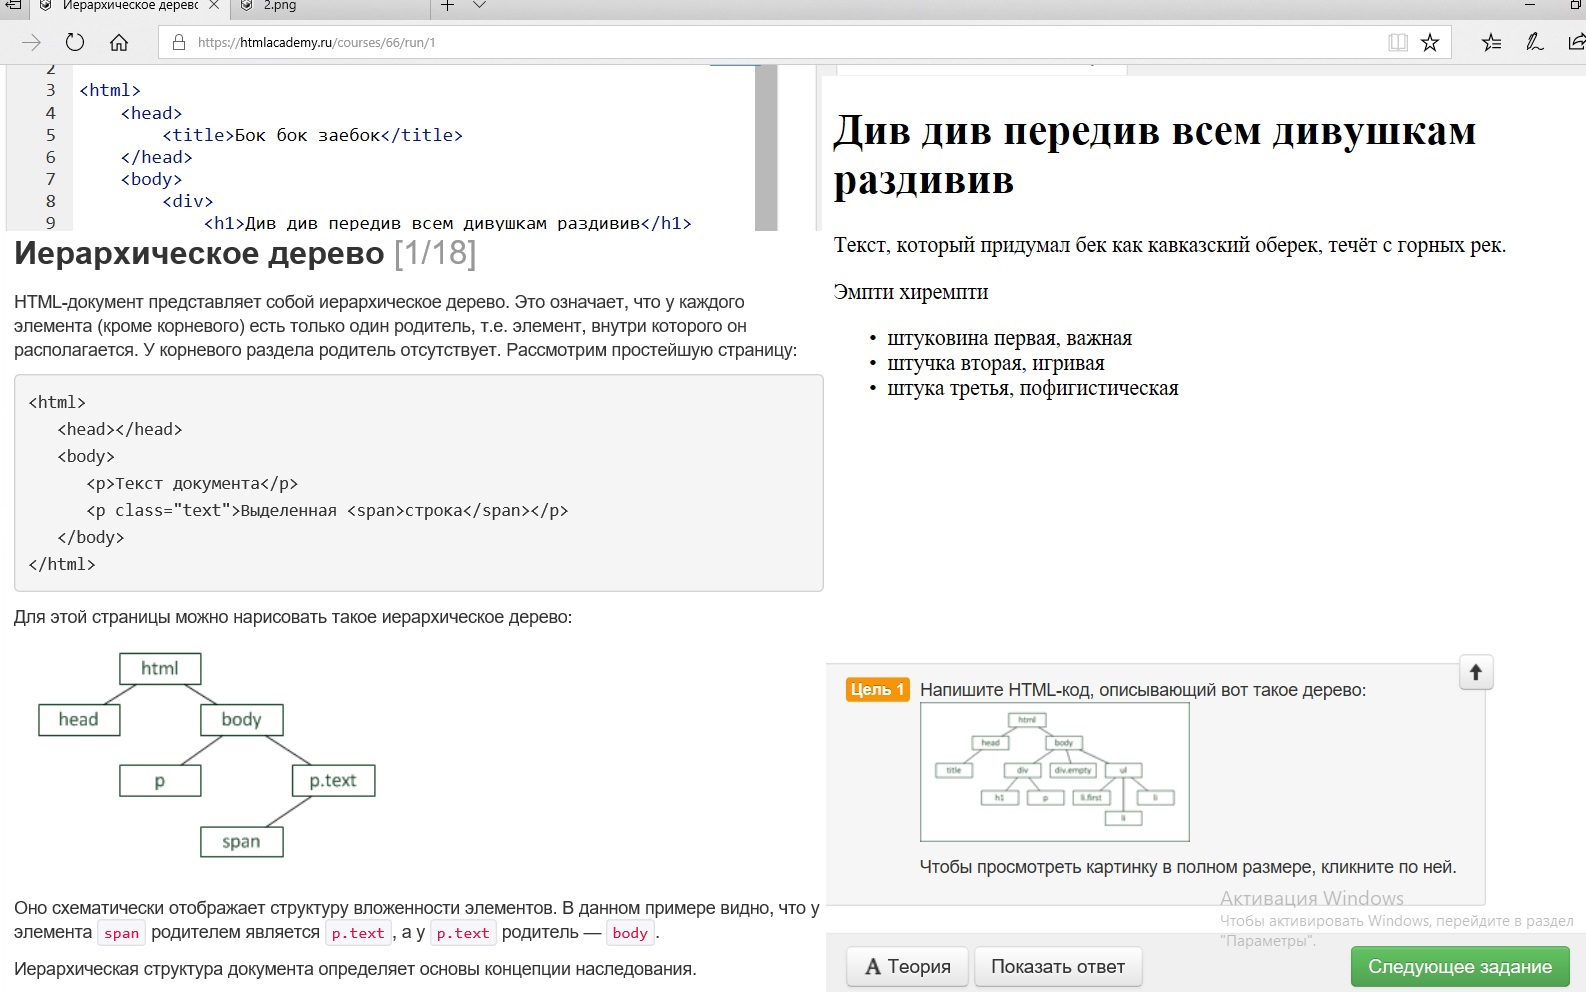 Иерархическое дерево
2.png
https://htmlacademy.ru/courses/66/run/1
2
3 <html>
4 <head>
5 <title>Бок бок заебок</title>
6 </head>
7 <body>
8 <div>
9 <h1>Див див передив всем дивушкам раздивив</h1>
Иерархическое дерево [1/18]
HTML-документ представляет собой иерархическое дерево. Это означает, что у каждого
элемента (кроме корневого) есть только один родитель, т.е. элемент, внутри которого он
располагается. У корневого раздела родитель отсутствует. Рассмотрим простейшую страницу:
<html>
<head></head>
<body>
<p>Текст документа</p>
<p class="text">Выделенная <span>строка</span></p>
</body>
</html>
Для этой страницы можно нарисовать такое иерархическое дерево:
html
head body
p p.text
span
Оно схематически отображает структуру вложенности элементов. В данном примере видно, что у
элемента span родителем является p.text , а у p.text родитель — body .
Иерархическая структура документа определяет основы концепции наследования.
Див див передив всем дивушкам
раздивив
Текст, который придумал бек как кавказский оберек, течёт с горных рек.
Эмпти хиремпти
• штуковина первая, важная
• штучка вторая, игривая
• штука третья, пофигистическая
Цель 1 Напишите HTML-код, описывающий вот такое дерево:
html
head body
title div div.empty ul
h1 p li.first li
li
Чтобы просмотреть картинку в полном размере, кликните по ней.
Активация Windows
Чтобы активировать Windows, перейдите в раздел
"Параметры".
А Теория Показать ответ Следующее задание